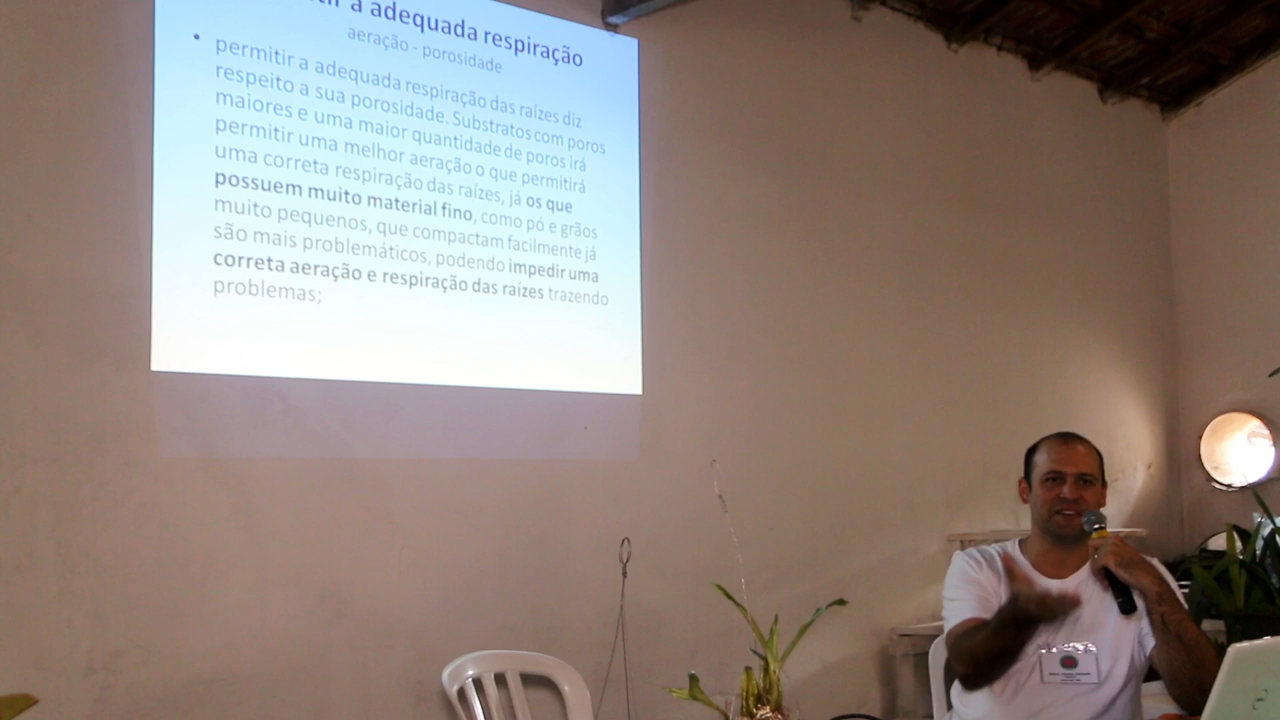 a adequada respiração
aeração - porosidade
• permitir a adequada respiração das raízes diz
respeito a sua porosidade. Substratos com poros
maiores e uma maior quantidade de poros irá
permitir uma melhor aeração o que permitirá
uma correta respiração das raízes, já os que
possuem muito material fino, como pó e grãos
muito pequenos, que compactam facilmente já
são mais problemáticos, podendo impedir uma
correta aeração e respiração das raízes trazendo
problemas;